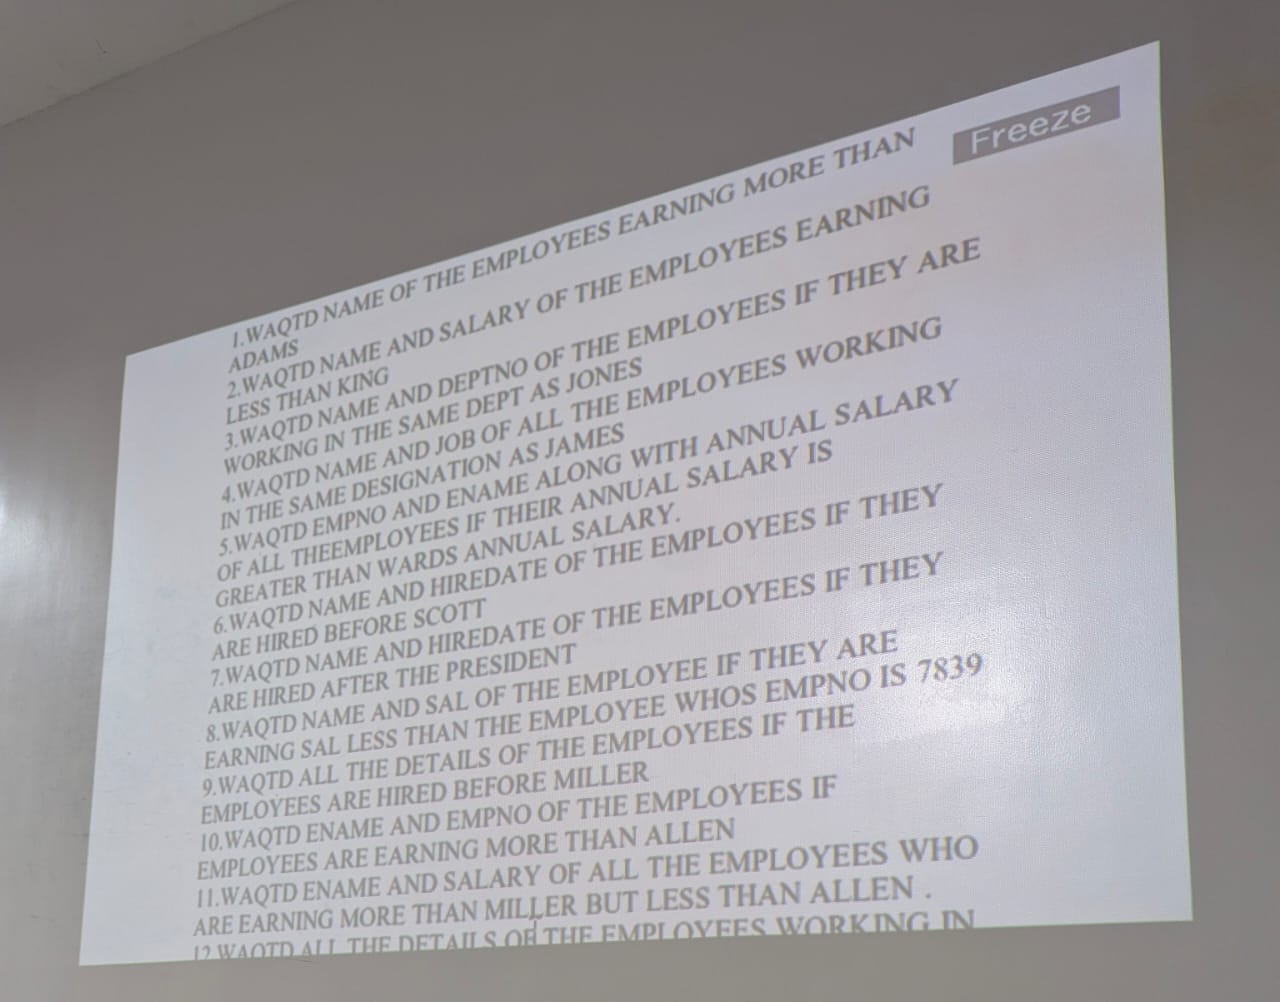 Freeze
1.WAQTD NAME OF THE EMPLOYEES EARNING MORE THAN
ADAMS
2.WAQTD NAME AND SALARY OF THE EMPLOYEES EARNING
LESS THAN KING
3.WAQTD NAME AND DEPTNO OF THE EMPLOYEES IF THEY ARE
WORKING IN THE SAME DEPT AS JONES
4.WAQTD NAME AND JOB OF ALL THE EMPLOYEES WORKING
IN THE SAME DESIGNATION AS JAMES
5.WAQTD EMPNO AND ENAME ALONG WITH ANNUAL SALARY
OF ALL THEEMPLOYEES IF THEIR ANNUAL SALARY IS
GREATER THAN WARDS ANNUAL SALARY.
6.WAQTD NAME AND HIREDATE OF THE EMPLOYEES IF THEY
ARE HIRED BEFORE SCOTT
7.WAQTD NAME AND HIREDATE OF THE EMPLOYEES IF THEY
ARE HIRED AFTER THE PRESIDENT
8.WAQTD NAME AND SAL OF THE EMPLOYEE IF THEY ARE
EARNING SAL LESS THAN THE EMPLOYEE WHOS EMPNO IS 7839
9.WAQTD ALL THE DETAILS OF THE EMPLOYEES IF THE
EMPLOYEES ARE HIRED BEFORE MILLER
10.WAQTD ENAME AND EMPNO OF THE EMPLOYEES IF
EMPLOYEES ARE EARNING MORE THAN ALLEN
11.WAQTD ENAME AND SALARY OF ALL THE EMPLOYEES WHO
ARE EARNING MORE THAN MILLER BUT LESS THAN ALLEN .
12.WAQTD ALL THE DETAILS OF THE EMPLOYEES WORKING IN